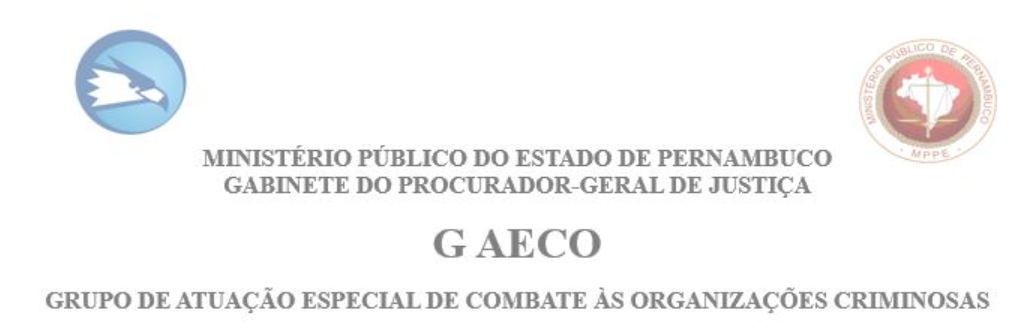 MINISTÉRIO PÚBLICO DE PERNAMBUCO
· MPPE ·
MINISTÉRIO PÚBLICO DO ESTADO DE PERNAMBUCO
GABINETE DO PROCURADOR-GERAL DE JUSTIÇA
G AECO
GRUPO DE ATUAÇÃO ESPECIAL DE COMBATE ÀS ORGANIZAÇÕES CRIMINOSAS